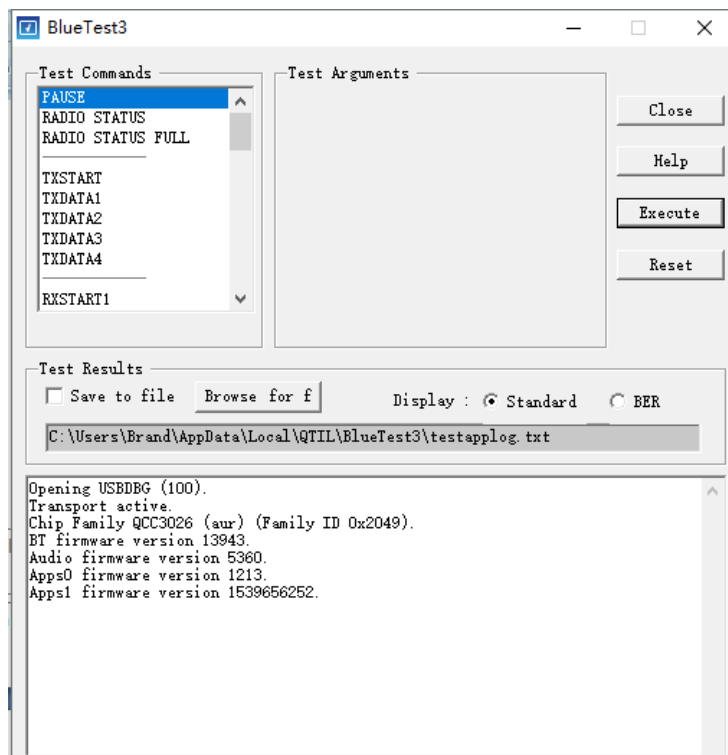 BlueTest3
Test Commands
PAUSE
RADIO STATUS
RADIO STATUS FULL
TXSTART
TXDATA1
TXDATA2
TXDATA3
TXDATA4
RXSTART1
Test Arguments
Close
Help
Execute
Reset
Test Results
Save to file
Browse for f
Display :
Standard
BER
C:\Users\Brand\AppData\Local\QTIL\BlueTest3\testapplog.txt
Opening USBDBG (100).
Transport active.
Chip Family QCC3026 (aur) (Family ID 0x2049).
BT firmware version 13943.
Audio firmware version 5360.
Apps0 firmware version 1213.
Apps1 firmware version 1539656252.